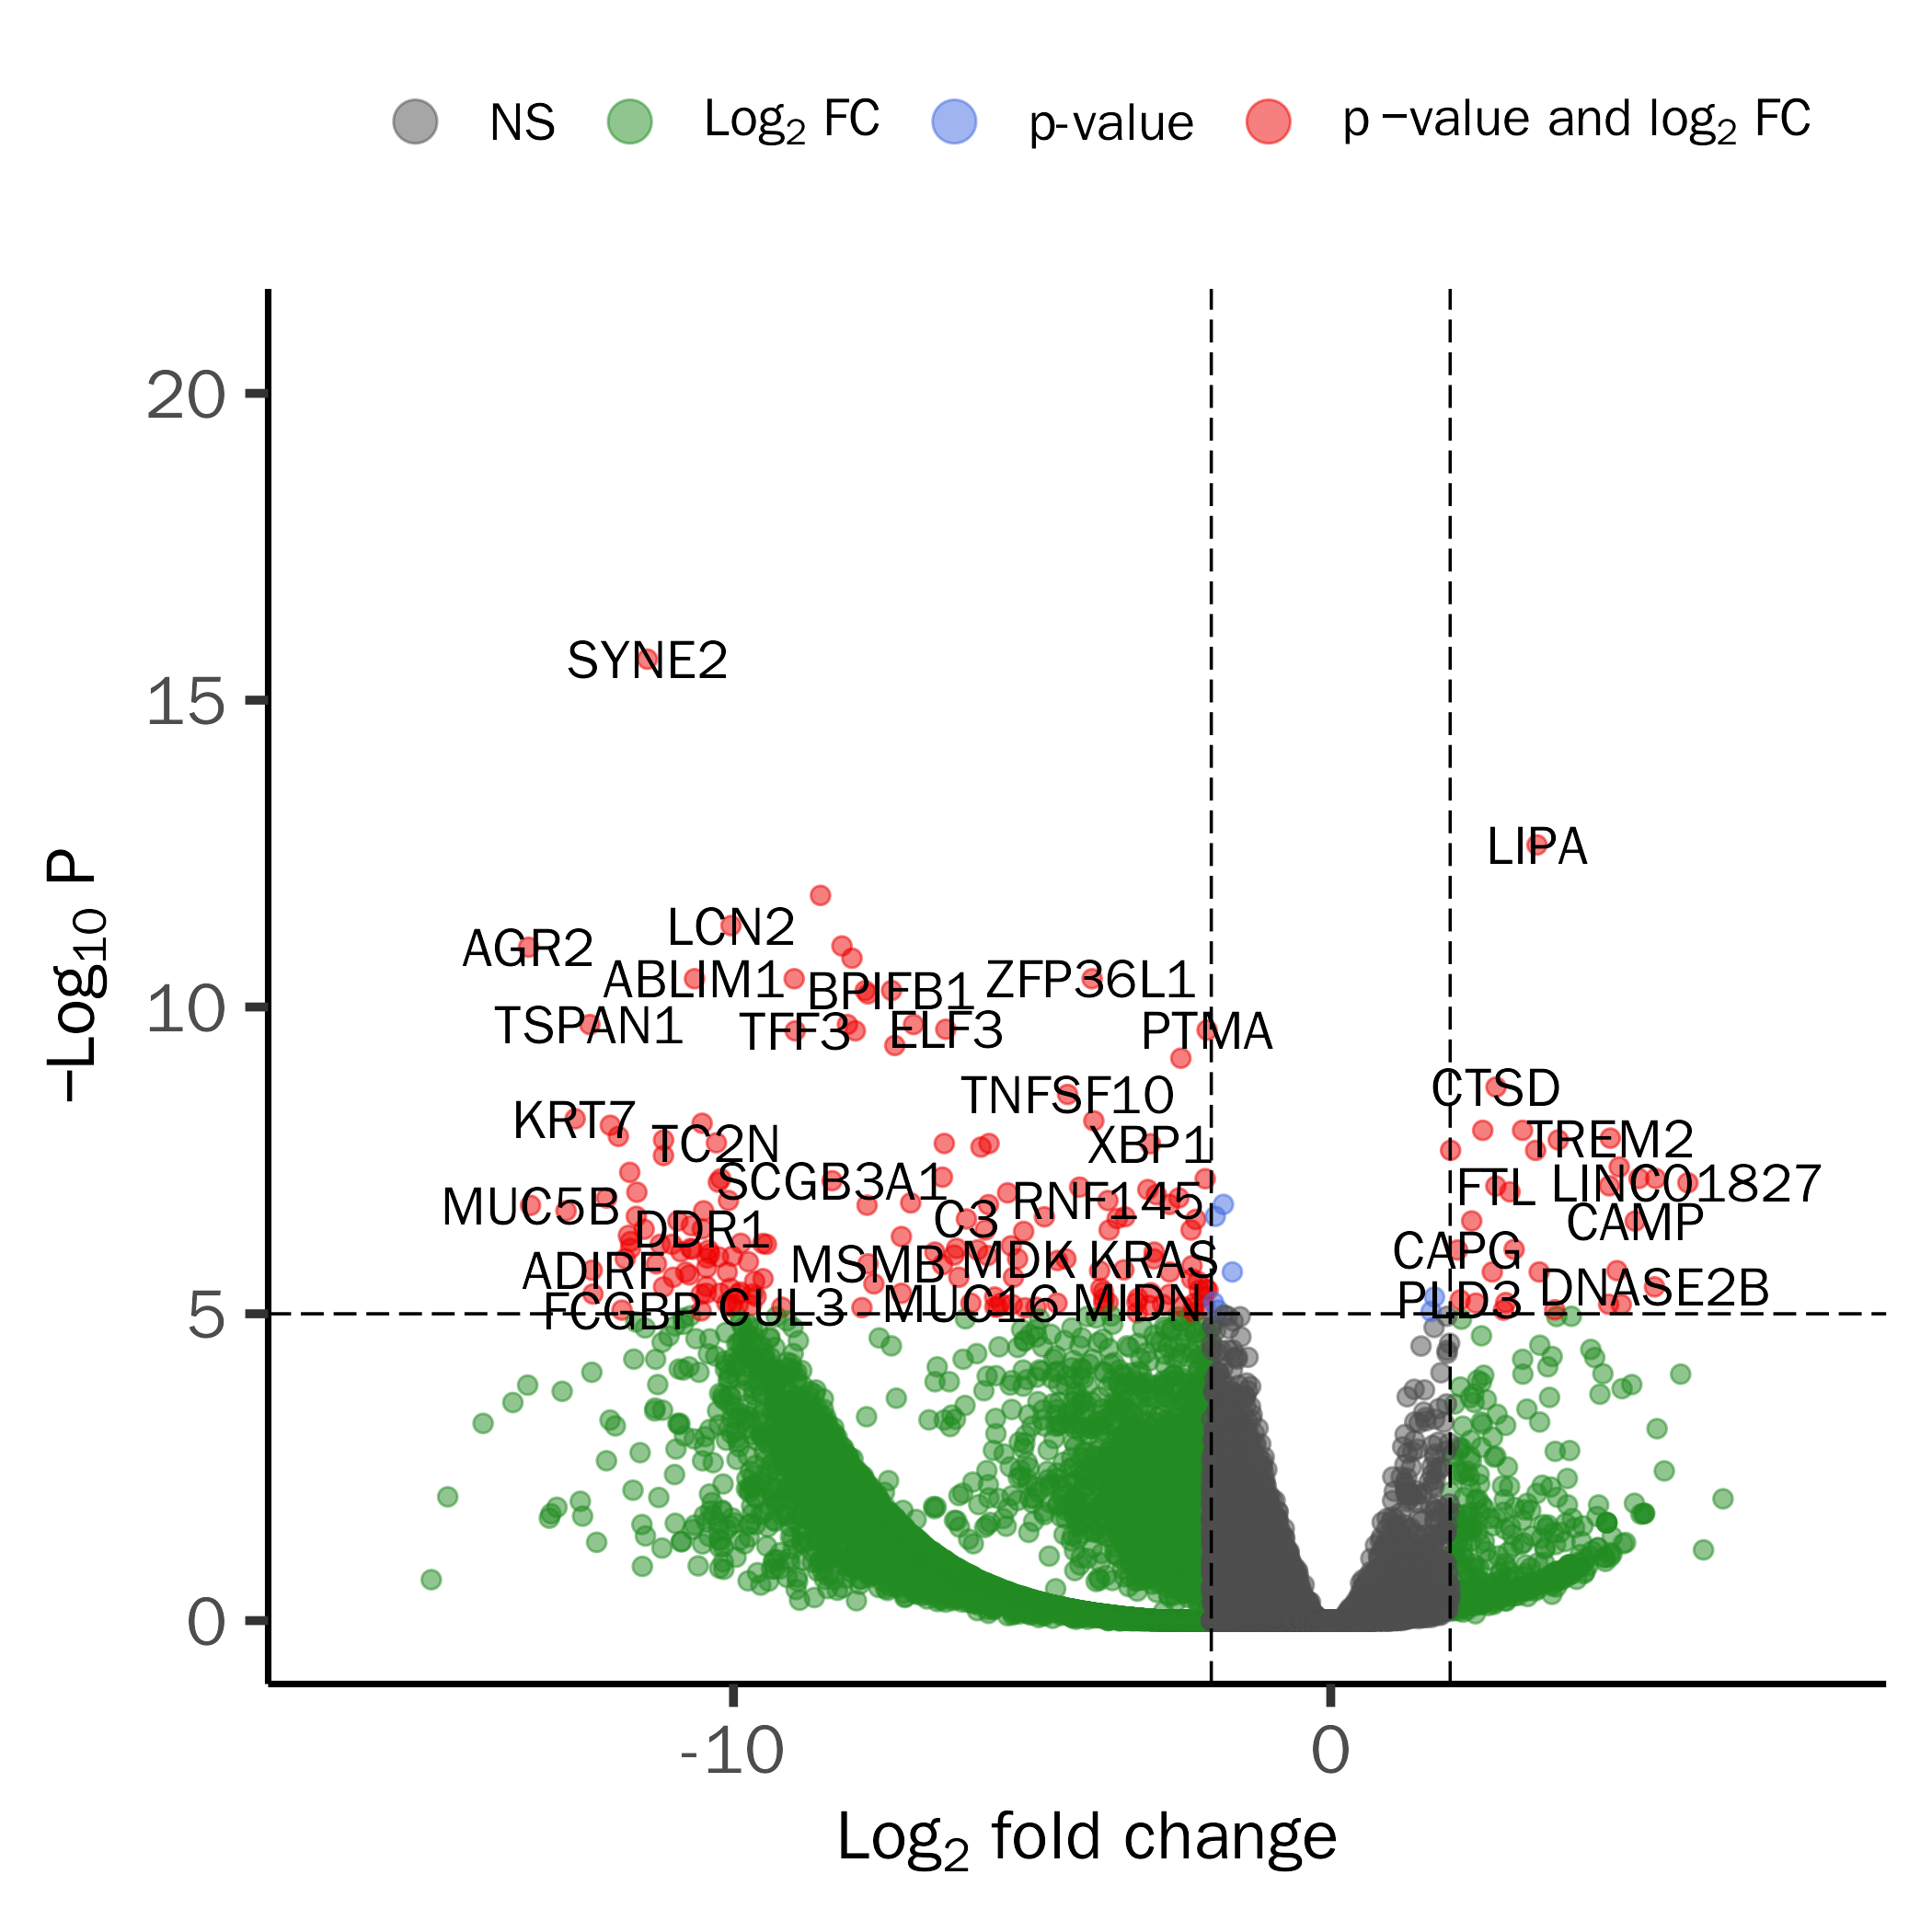 NS Log2 FC p-value p −value and log2 FC
20
SYNE2
15
LIPA
LCN2
AGR2
ABLIM1 BPIFB1 ZFP36L1
10
TSPAN1 TFF3 ELF3 PTMA
TNFSF10 CTSD
KRT7 TC2N XBP1 TREM2
SCGB3A1 FTL LINC01827
MUC5B DDR1 C3 RNF145 CAMP
ADIRF MSMB MDK KRAS CAPG
FCGBP CUL3 MUC16 MIDN PLD3 DNASE2B
5
0
−Log10 P
-10 0
Log2 fold change